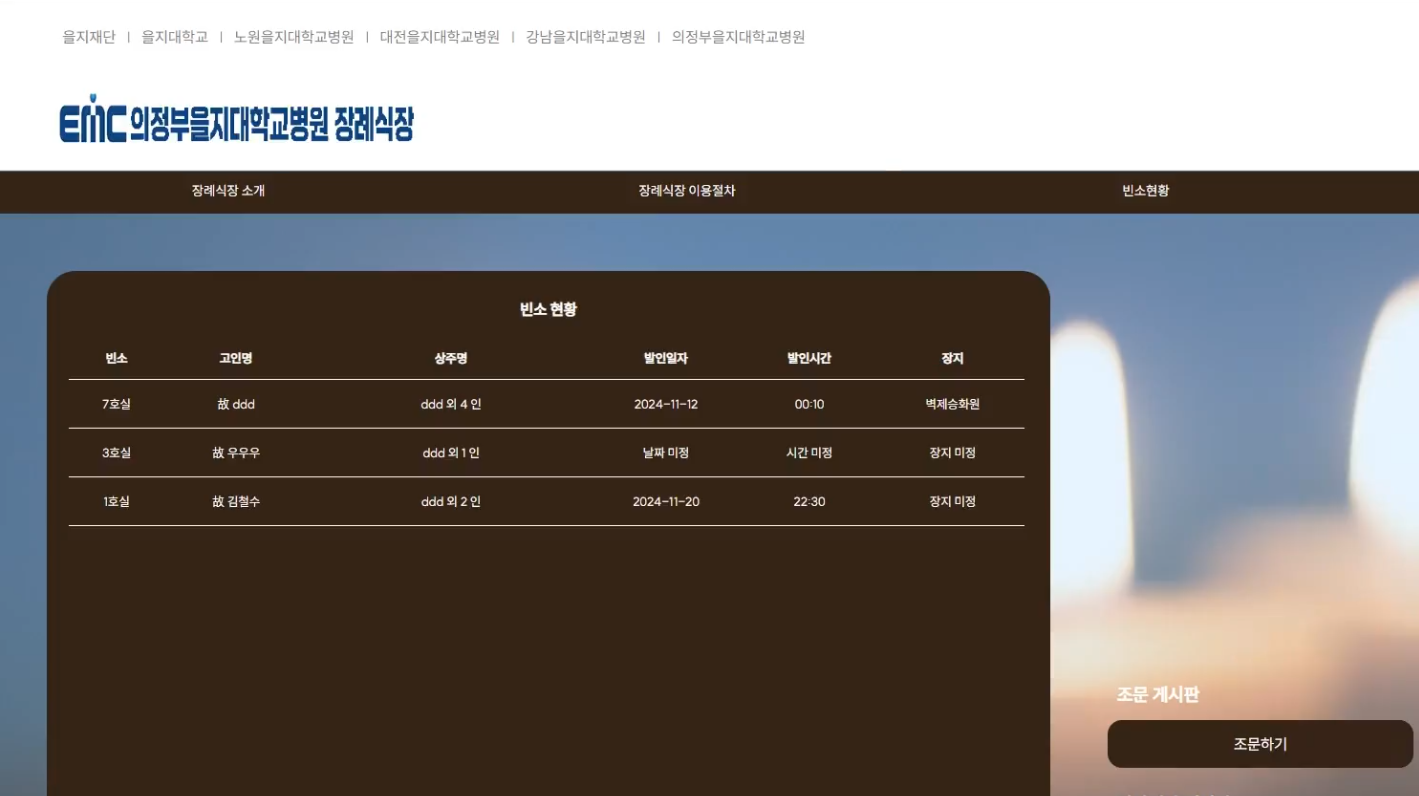 을지재단 | 을지대학교 | 노원을지대학교병원 | 대전을지대학교병원 | 강남을지대학교병원 | 의정부을지대학교병원
EMC 의정부을지대학교병원 장례식장
장례식장 소개 장례식장 이용절차 빈소현황
빈소 현황
빈소 고인명 상주명 발인일자 발인시간 장지
7호실 故 ddd ddd 외 4 인 2024-11-12 00:10 벽제승화원
3호실 故 우우우 ddd 외 1 인 날짜 미정 시간 미정 장지 미정
1호실 故 김철수 ddd 외 2 인 2024-11-20 22:30 장지 미정
조문 게시판
조문하기